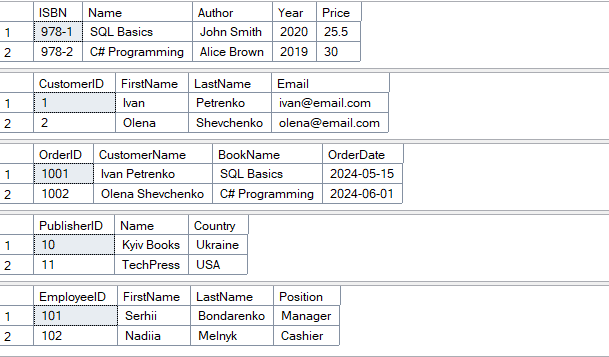 ISBN Name Author Year Price
1 978-1 SQL Basics John Smith 2020 25.5
2 978-2 C# Programming Alice Brown 2019 30
CustomerID FirstName LastName Email
1 1 Ivan Petrenko ivan@email.com
2 2 Olena Shevchenko olena@email.com
OrderID CustomerName BookName OrderDate
1 1001 Ivan Petrenko SQL Basics 2024-05-15
2 1002 Olena Shevchenko C# Programming 2024-06-01
PublisherID Name Country
1 10 Kyiv Books Ukraine
2 11 TechPress USA
EmployeeID FirstName LastName Position
1 101 Serhii Bondarenko Manager
2 102 Nadiia Melnyk Cashier